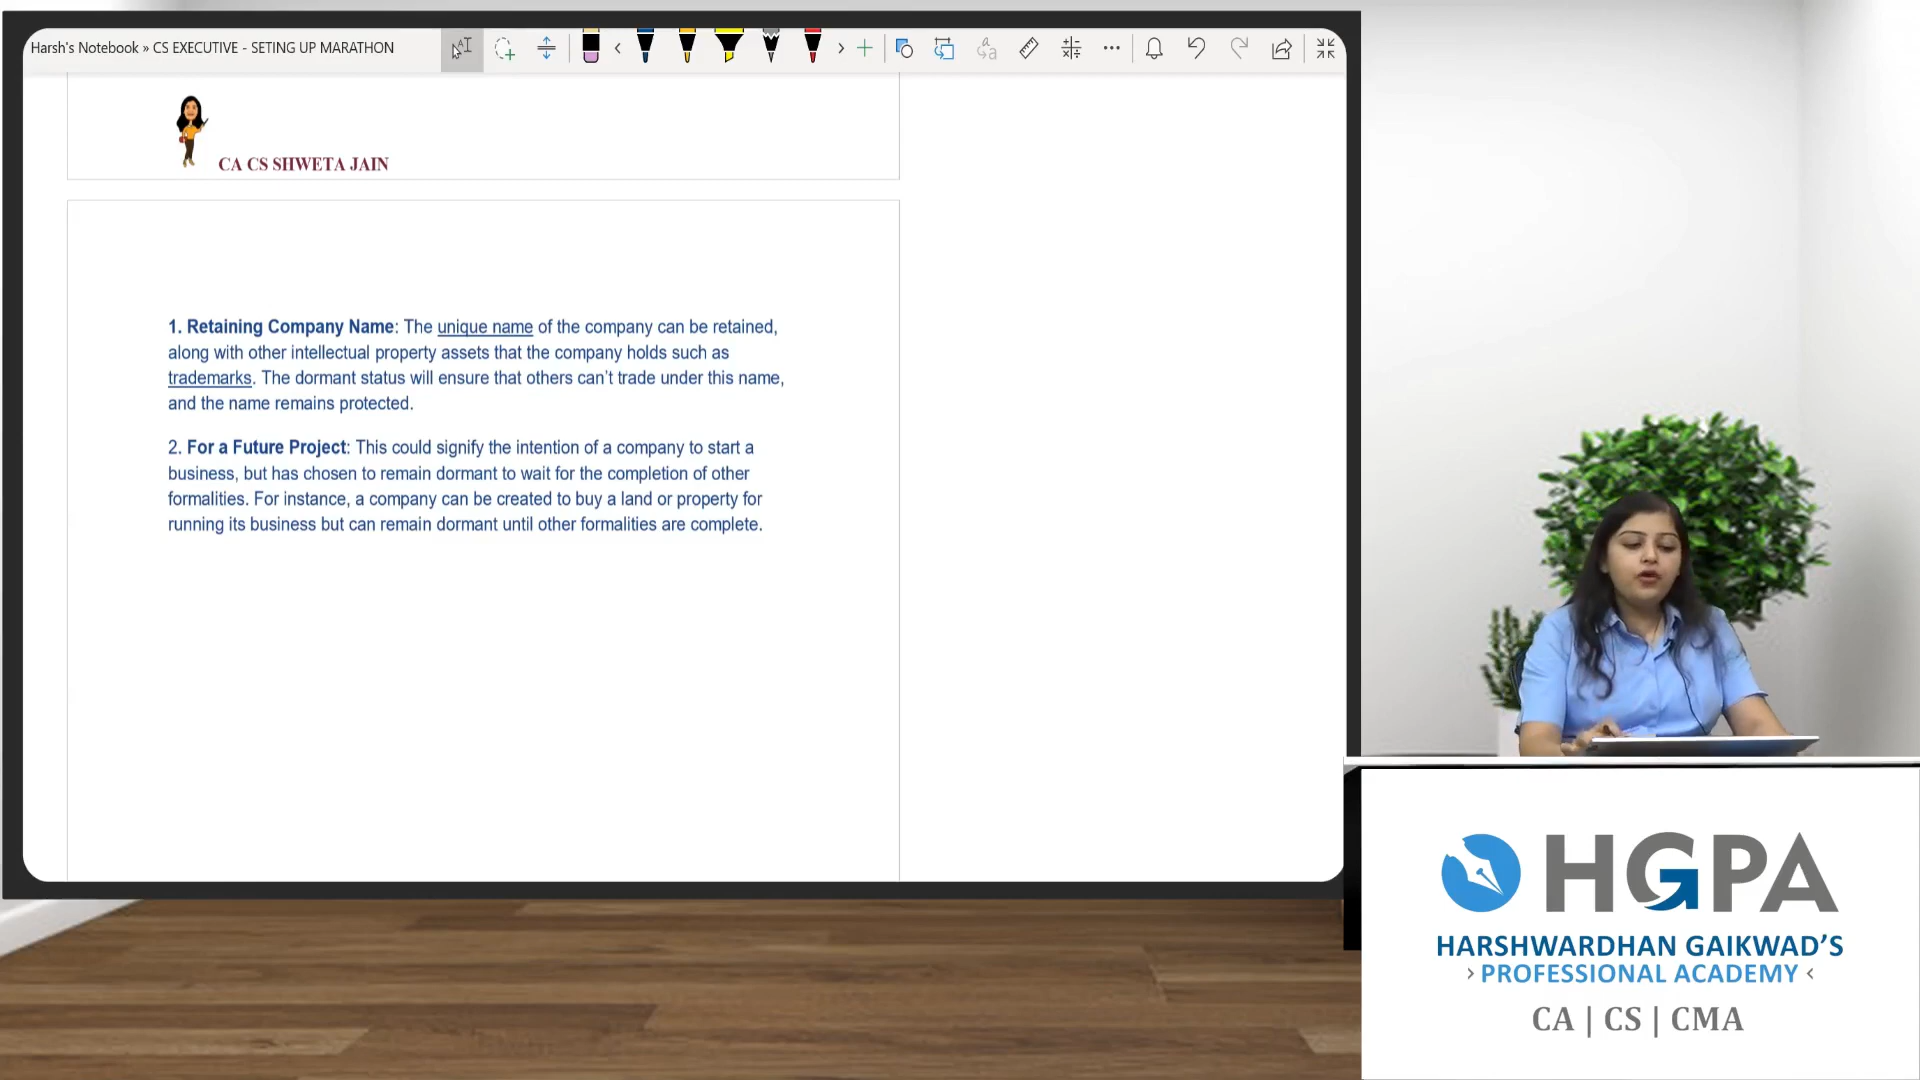 Harsh's Notebook » CS EXECUTIVE - SETING UP MARATHON
CA CS SHWETA JAIN
1. Retaining Company Name: The unique name of the company can be retained,
along with other intellectual property assets that the company holds such as
trademarks. The dormant status will ensure that others can’t trade under this name,
and the name remains protected.
2. For a Future Project: This could signify the intention of a company to start a
business, but has chosen to remain dormant to wait for the completion of other
formalities. For instance, a company can be created to buy a land or property for
running its business but can remain dormant until other formalities are complete.
HGPA
HARSHWARDHAN GAIKWAD’S
› PROFESSIONAL ACADEMY ‹
CA | CS | CMA